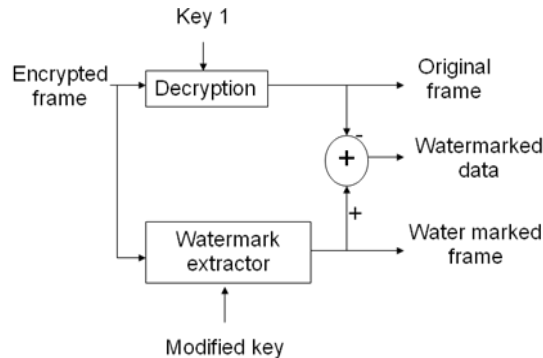 Key 1
Encrypted
frame
Decryption
Original
frame
-
+
Watermarked
data
+
Watermark
extractor
Water marked
frame
Modified key